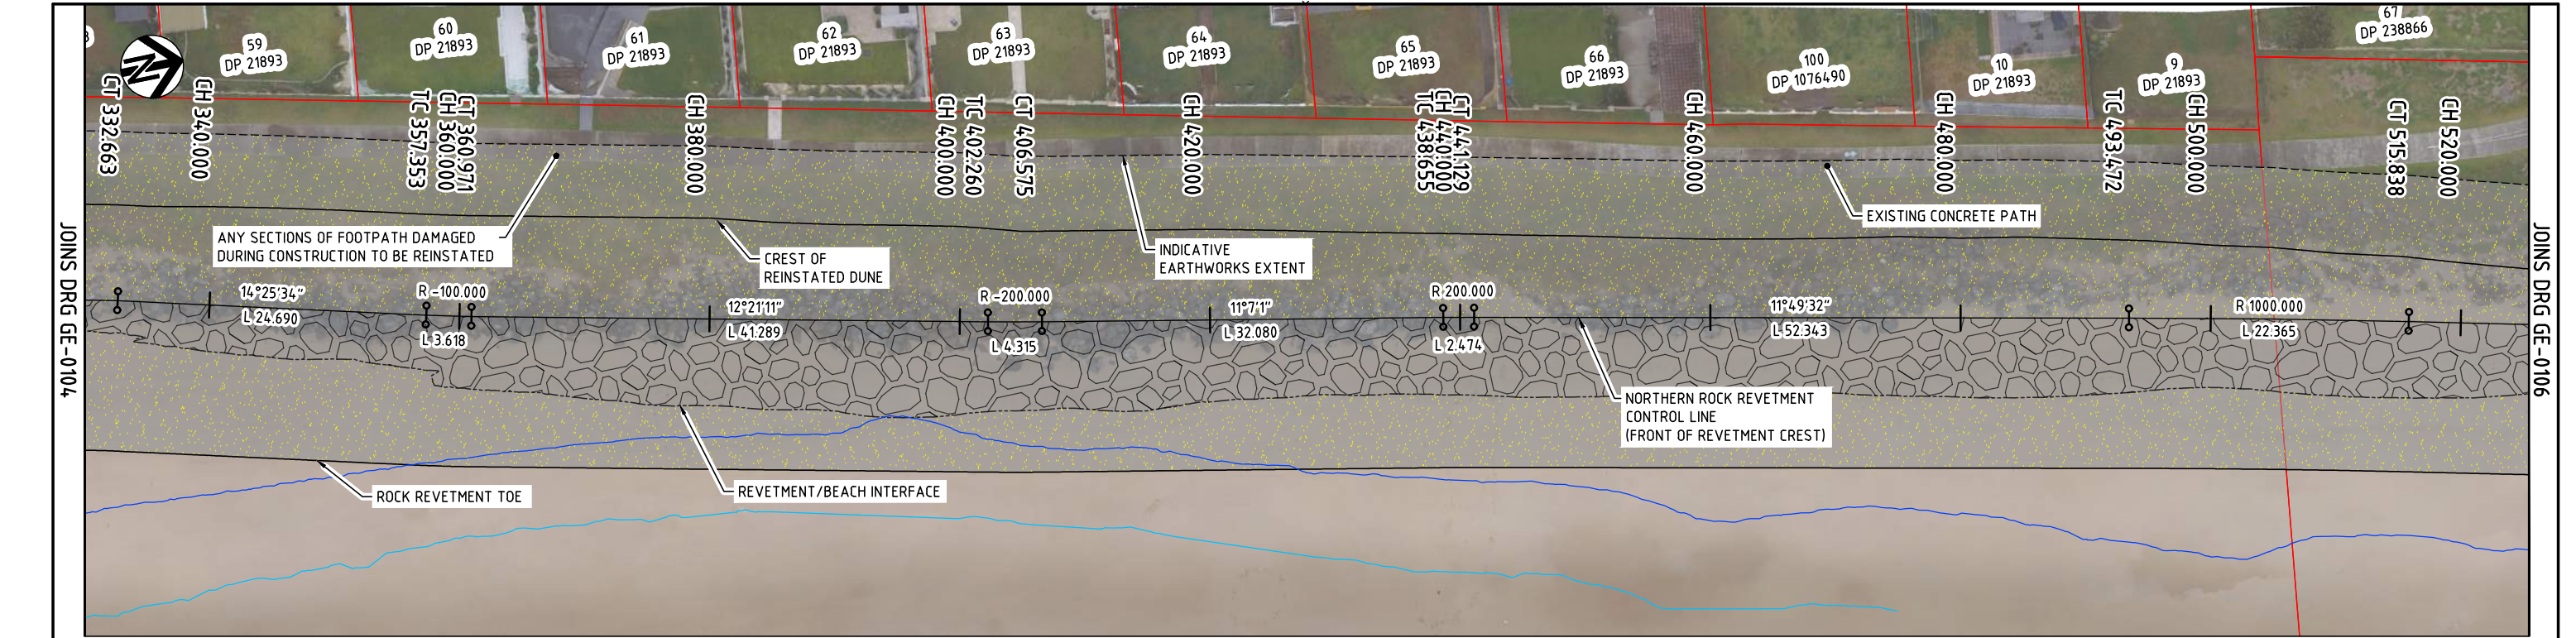 59
DP 21893
60
DP 21893
61
DP 21893
62
DP 21893
63
DP 21893
64
DP 21893
65
DP 21893
66
DP 21893
100
DP 1076490
10
DP 21893
9
DP 21893
67
DP 238866
N
CT 332.663
CH 340.000
TC 357.353
CH 360.000
CT 360.971
CH 380.000
CH 400.000
TC 402.260
CT 406.575
CH 420.000
TC 438.655
CH 440.000
CT 441.129
CH 460.000
CH 480.000
TC 493.472
CH 500.000
CT 515.838
CH 520.000
JOINS DRG GE-0104
JOINS DRG GE-0106
ANY SECTIONS OF FOOTPATH DAMAGED
DURING CONSTRUCTION TO BE REINSTATED
CREST OF
REINSTATED DUNE
INDICATIVE
EARTHWORKS EXTENT
EXISTING CONCRETE PATH
14°25'34"
L 24.690
R -100.000
L 3.618
12°21'11"
L 41.289
R -200.000
L 4.315
11°7'1"
L 32.080
R 200.000
L 2.474
11°49'32"
L 52.343
R 1000.000
L 22.365
NORTHERN ROCK REVETMENT
CONTROL LINE
(FRONT OF REVETMENT CREST)
ROCK REVETMENT TOE
REVETMENT/BEACH INTERFACE